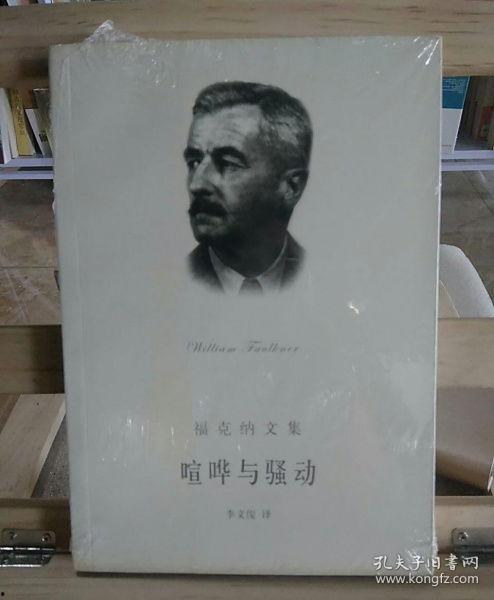 William Faulkner
福克纳文集
喧哗与骚动
李文俊 译
孔夫子旧书网
www.kongfz.com